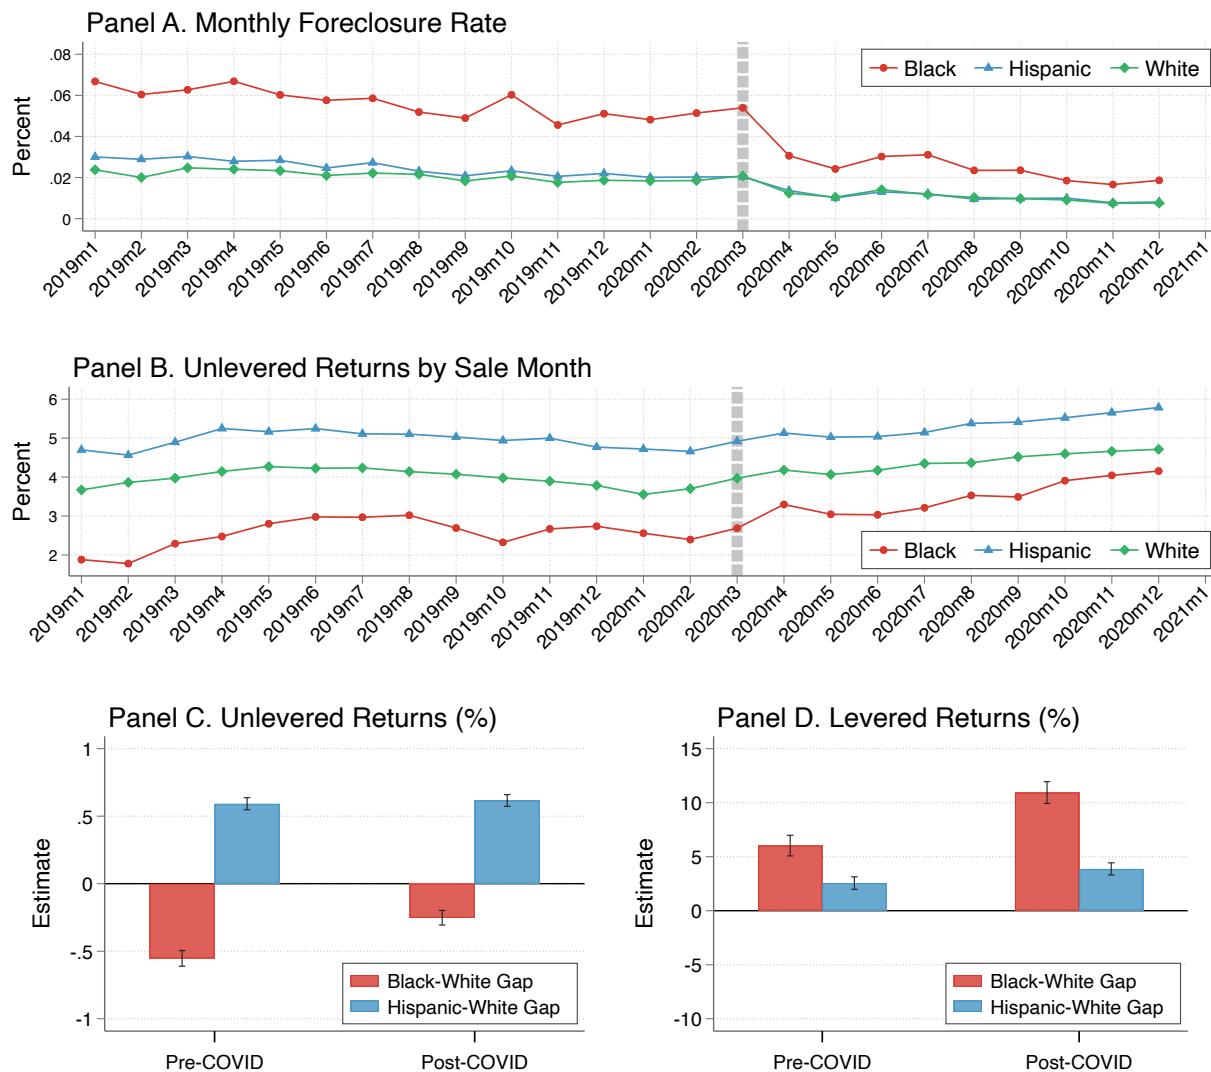 Panel A. Monthly Foreclosure Rate
Percent
.08
.06
.04
.02
0
Black Hispanic White
2019m1 2019m2 2019m3 2019m4 2019m5 2019m6 2019m7 2019m8 2019m9 2019m10 2019m11 2019m12 2020m1 2020m2 2020m3 2020m4 2020m5 2020m6 2020m7 2020m8 2020m9 2020m10 2020m11 2020m12 2021m1
Panel B. Unlevered Returns by Sale Month
Percent
6
5
4
3
2
Black Hispanic White
2019m1 2019m2 2019m3 2019m4 2019m5 2019m6 2019m7 2019m8 2019m9 2019m10 2019m11 2019m12 2020m1 2020m2 2020m3 2020m4 2020m5 2020m6 2020m7 2020m8 2020m9 2020m10 2020m11 2020m12 2021m1
Panel C. Unlevered Returns (%)
Estimate
1
.5
0
-.5
-1
Black-White Gap
Hispanic-White Gap
Pre-COVID Post-COVID
Panel D. Levered Returns (%)
Estimate
15
10
5
0
-5
-10
Black-White Gap
Hispanic-White Gap
Pre-COVID Post-COVID